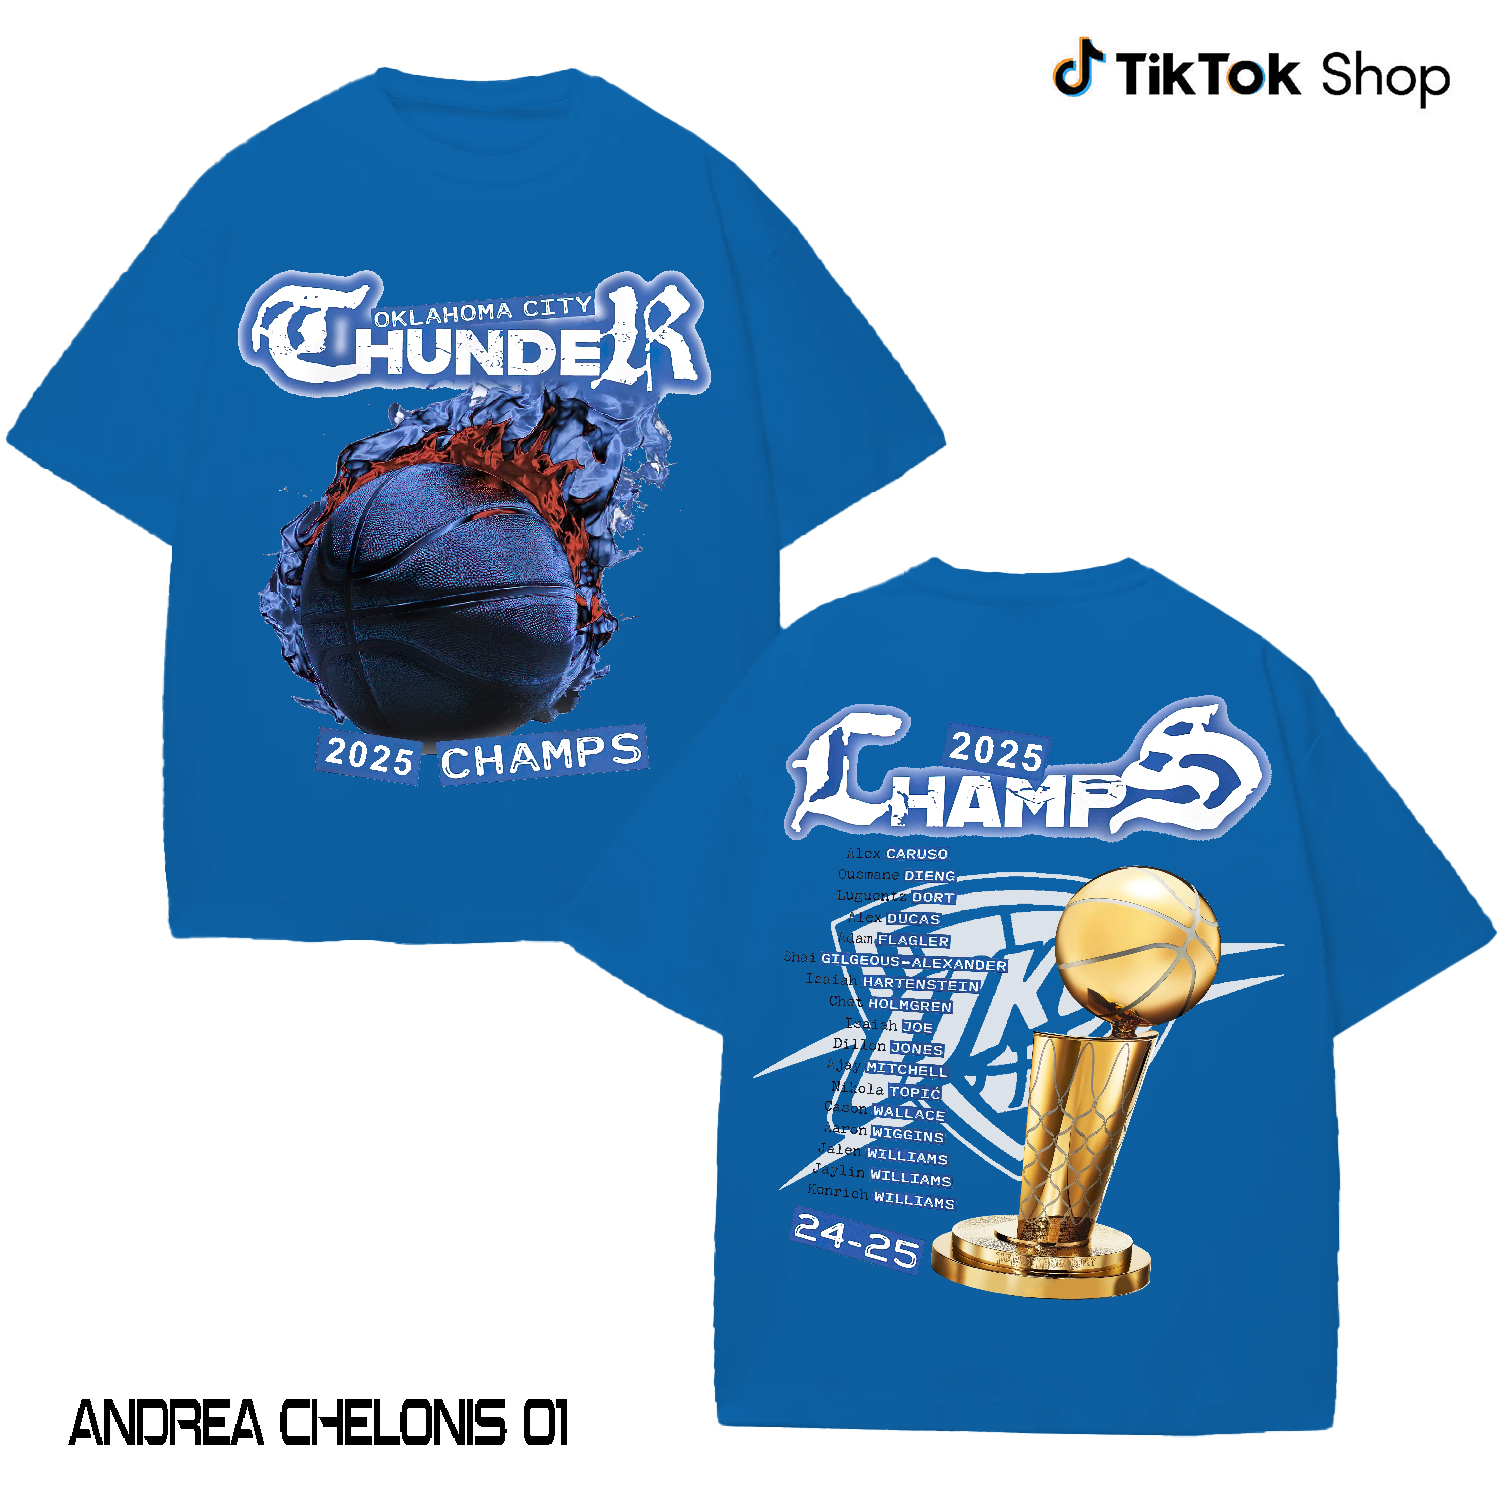 TikTok Shop
OKLAHOMA CITY
THUNDER
2025 CHAMPS
2025
CHAMPS
Alex CARUSO
Ousmane DIENG
Luguentz DORT
Alex DUCAS
Adam FLAGLER
Shai GILGEOUS-ALEXANDER
Isaiah HARTENSTEIN
Chet HOLMGREN
Isaiah JOE
Dillon JONES
Ajay MITCHELL
Nikola TOPIĆ
Cason WALLACE
Aaron WIGGINS
Jalen WILLIAMS
Jaylin WILLIAMS
Kenrich WILLIAMS
24-25
ANDREA CHELONIS 01